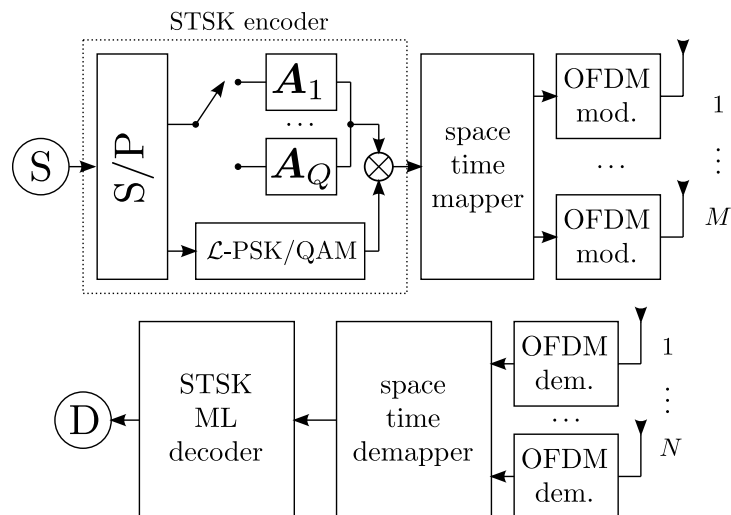 STSK encoder
S
S/P
A₁
...
A_Q
ℒ-PSK/QAM
space
time
mapper
OFDM
mod.
...
OFDM
mod.
1
⋮
M
D
STSK
ML
decoder
space
time
demapper
OFDM
dem.
...
OFDM
dem.
1
⋮
N